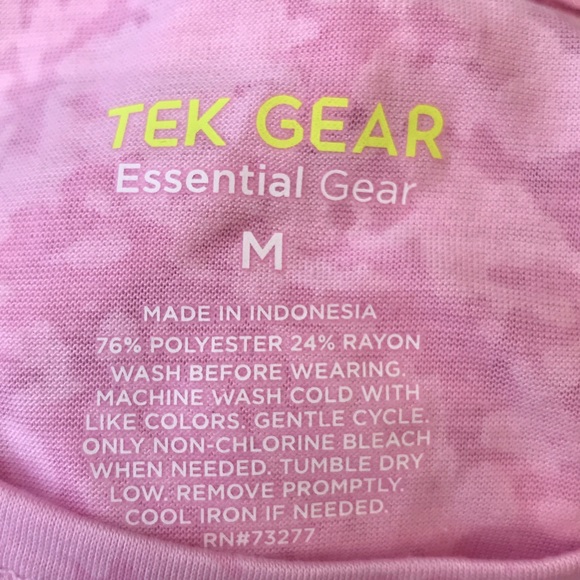 TEK GEAR
Essential Gear
M
MADE IN INDONESIA
76% POLYESTER 24% RAYON
WASH BEFORE WEARING.
MACHINE WASH COLD WITH
LIKE COLORS. GENTLE CYCLE.
ONLY NON-CHLORINE BLEACH
WHEN NEEDED. TUMBLE DRY
LOW. REMOVE PROMPTLY.
COOL IRON IF NEEDED.
RN#73277